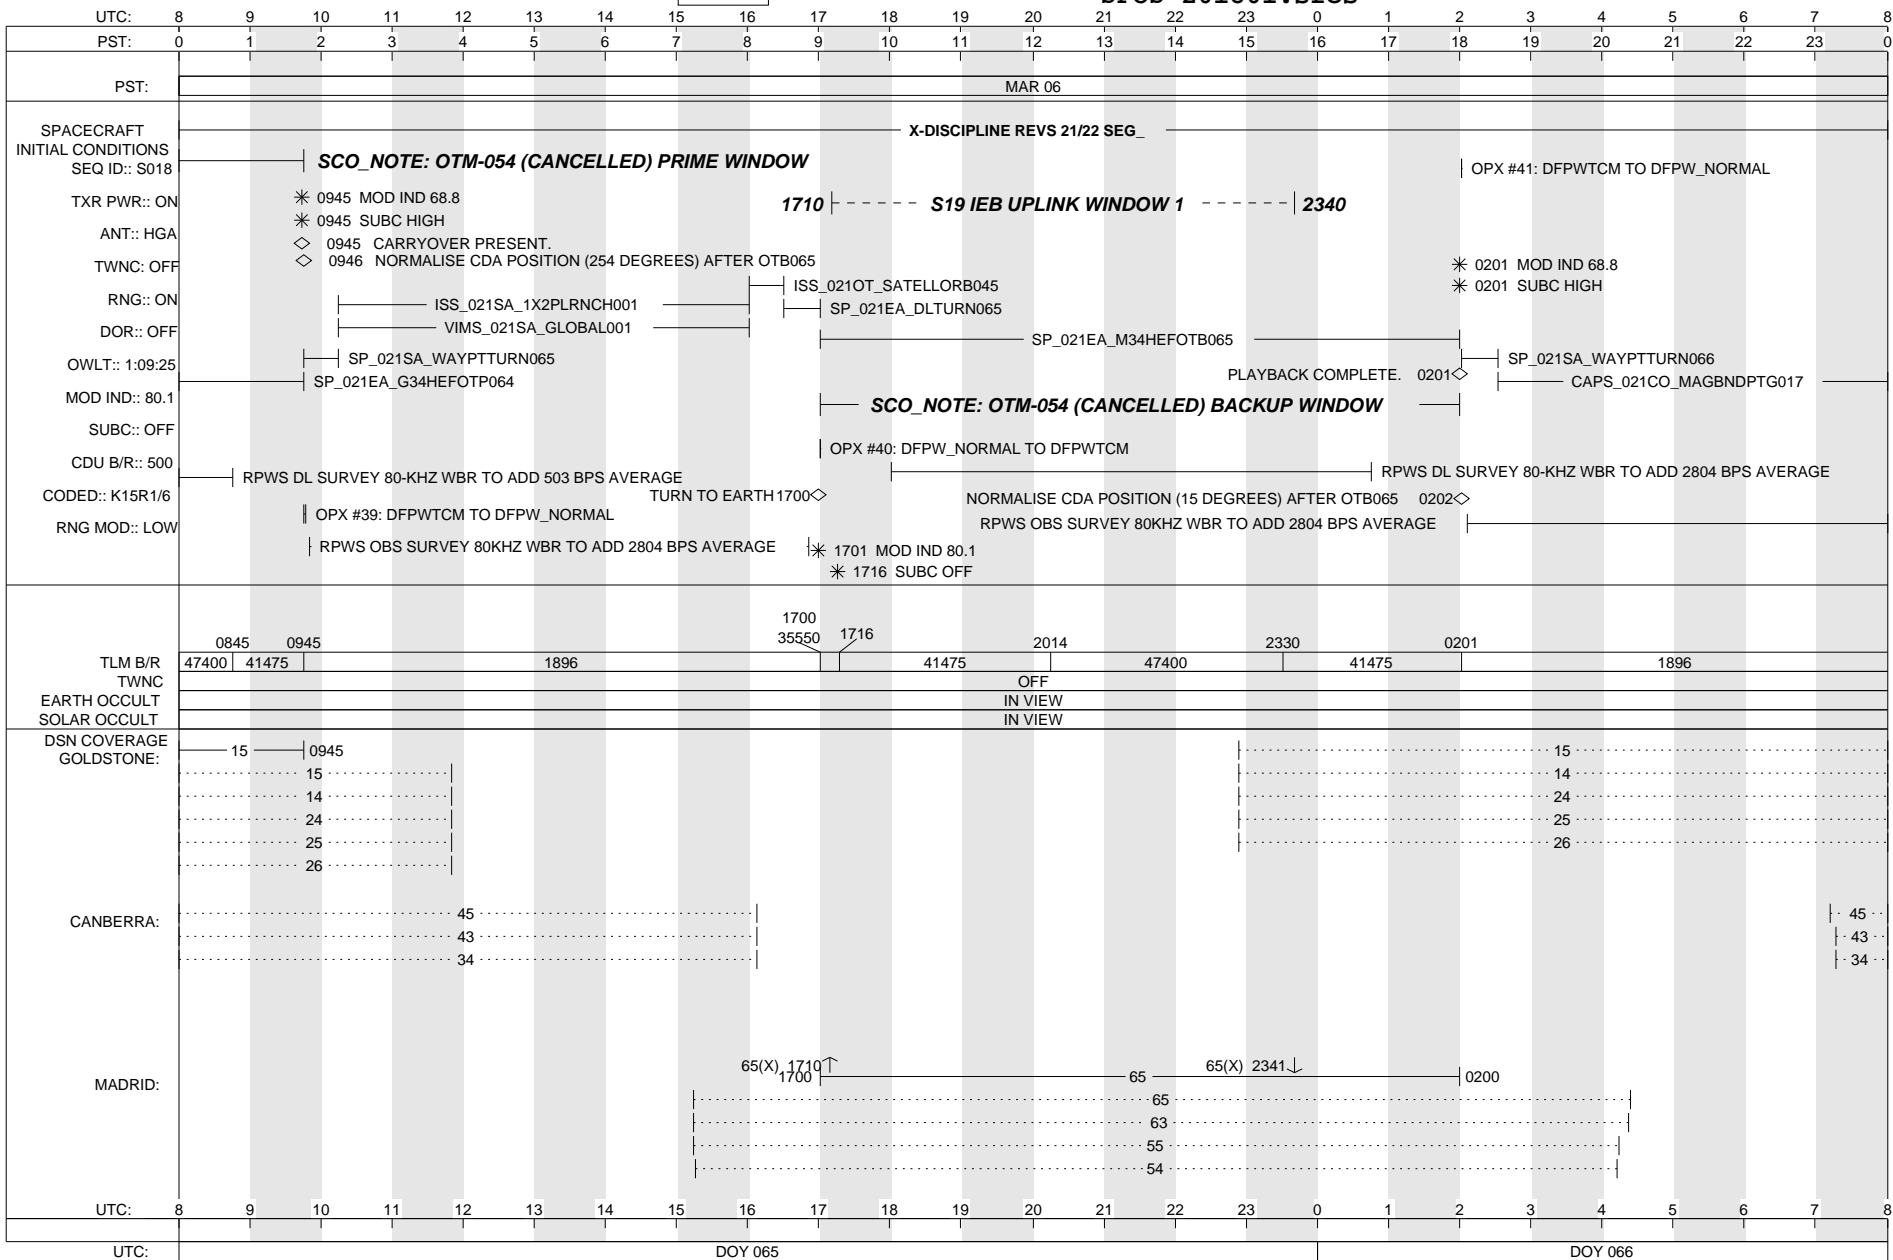 UTC: 8 9 10 11 12 13 14 15 16 17 18 19 20 21 22 23 0 1 2 3 4 5 6 7 8
PST: 0 1 2 3 4 5 6 7 8 9 10 11 12 13 14 15 16 17 18 19 20 21 22 23 0
PST: MAR 06
SPACECRAFT
INITIAL CONDITIONS
SEQ ID:: S018
TXR PWR:: ON
ANT:: HGA
TWNC: OFF
RNG:: ON
DOR:: OFF
OWLT:: 1:09:25
MOD IND:: 80.1
SUBC:: OFF
CDU B/R:: 500
CODED:: K15R1/6
RNG MOD:: LOW
X-DISCIPLINE REVS 21/22 SEG_
SCO_NOTE: OTM-054 (CANCELLED) PRIME WINDOW
OPX #41: DFPWTCM TO DFPW_NORMAL
0945 MOD IND 68.8
1710 S19 IEB UPLINK WINDOW 1 2340
0945 SUBC HIGH
0945 CARRYOVER PRESENT.
0946 NORMALISE CDA POSITION (254 DEGREES) AFTER OTB065
0201 MOD IND 68.8
0201 SUBC HIGH
ISS_021OT_SATELLORB045
ISS_021SA_1X2PLRNCH001
SP_021EA_DLTURN065
VIMS_021SA_GLOBAL001
SP_021EA_M34HEFOTB065
SP_021SA_WAYPTTURN065
SP_021SA_WAYPTTURN066
PLAYBACK COMPLETE. 0201
SP_021EA_G34HEFOTP064
CAPS_021CO_MAGBNDPTG017
SCO_NOTE: OTM-054 (CANCELLED) BACKUP WINDOW
OPX #40: DFPW_NORMAL TO DFPWTCM
RPWS DL SURVEY 80-KHZ WBR TO ADD 503 BPS AVERAGE
RPWS DL SURVEY 80-KHZ WBR TO ADD 2804 BPS AVERAGE
TURN TO EARTH 1700
NORMALISE CDA POSITION (15 DEGREES) AFTER OTB065 0202
OPX #39: DFPWTCM TO DFPW_NORMAL
RPWS OBS SURVEY 80KHZ WBR TO ADD 2804 BPS AVERAGE
RPWS OBS SURVEY 80KHZ WBR TO ADD 2804 BPS AVERAGE
1701 MOD IND 80.1
1716 SUBC OFF
1700
0845 0945 35550 1716 2014 2330 0201
TLM B/R 47400 41475 1896 41475 47400 41475 1896
TWNC OFF
EARTH OCCULT IN VIEW
SOLAR OCCULT IN VIEW
DSN COVERAGE
GOLDSTONE:
15 0945 15
15 14
14 24
24 25
25 26
26
CANBERRA:
45 45
43 43
34 34
MADRID:
65(X) 1710 65(X) 2341
1700 65 0200
65
63
55
54
UTC: 8 9 10 11 12 13 14 15 16 17 18 19 20 21 22 23 0 1 2 3 4 5 6 7 8
UTC: DOY 065 DOY 066